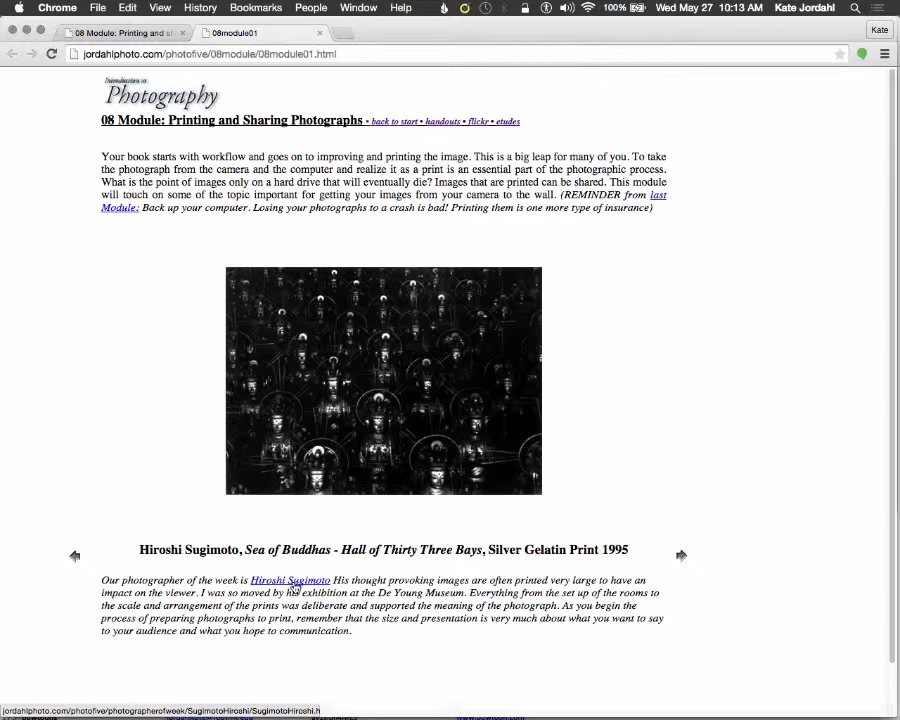 Chrome File Edit View History Bookmarks People Window Help 100% Wed May 27 10:13 AM Kate Jordahl
08 Module: Printing and
08module01
Kate
jordahlphoto.com/photofive/08module/08module01.html
Introduction to
Photography
08 Module: Printing and Sharing Photographs • back to start • handouts • flickr • etudes
Your book starts with workflow and goes on to improving and printing the image. This is a big leap for many of you. To take
the photograph from the camera and the computer and realize it as a print is an essential part of the photographic process.
What is the point of images only on a hard drive that will eventually die? Images that are printed can be shared. This module
will touch on some of the topic important for getting your images from your camera to the wall. (REMINDER from last
Module: Back up your computer. Losing your photographs to a crash is bad! Printing them is one more type of insurance)
Hiroshi Sugimoto, Sea of Buddhas - Hall of Thirty Three Bays, Silver Gelatin Print 1995
Our photographer of the week is Hiroshi Sugimoto His thought provoking images are often printed very large to have an
impact on the viewer. I was so moved by his exhibition at the De Young Museum. Everything from the set up of the rooms to
the scale and arrangement of the prints was deliberate and supported the meaning of the photograph. As you begin the
process of preparing photographs to print, remember that the size and presentation is very much about what you want to say
to your audience and what you hope to communication.
jordahlphoto.com/photofive/photographerofweek/SugimotoHiroshi/SugimotoHiroshi.h